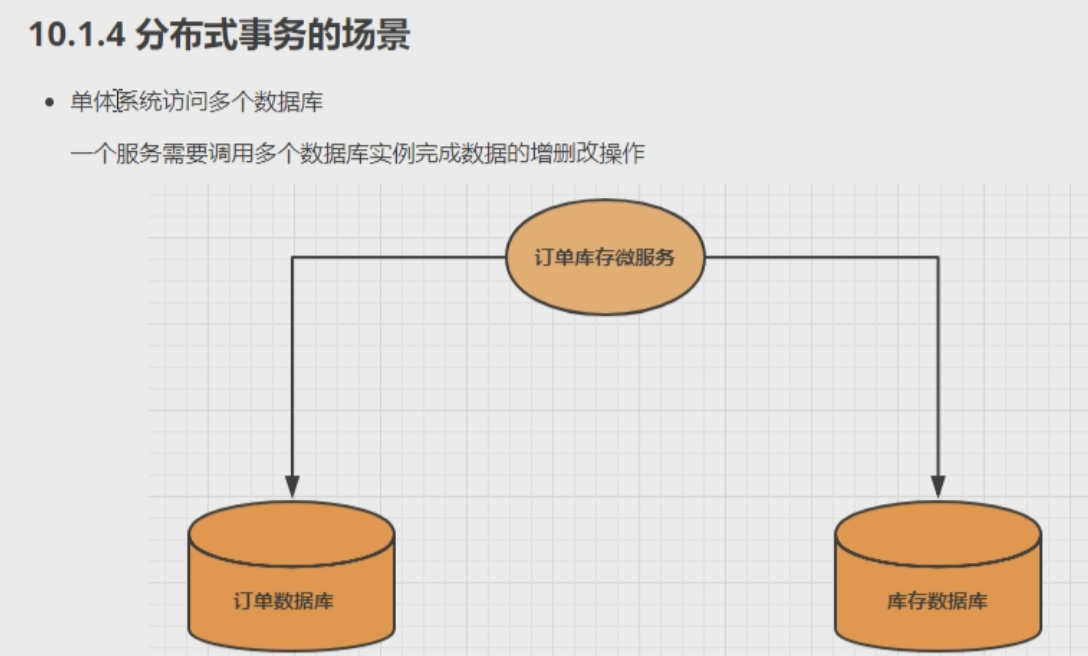 10.1.4 分布式事务的场景
单体系统访问多个数据库
一个服务需要调用多个数据库实例完成数据的增删改操作
订单库存微服务
订单数据库
库存数据库